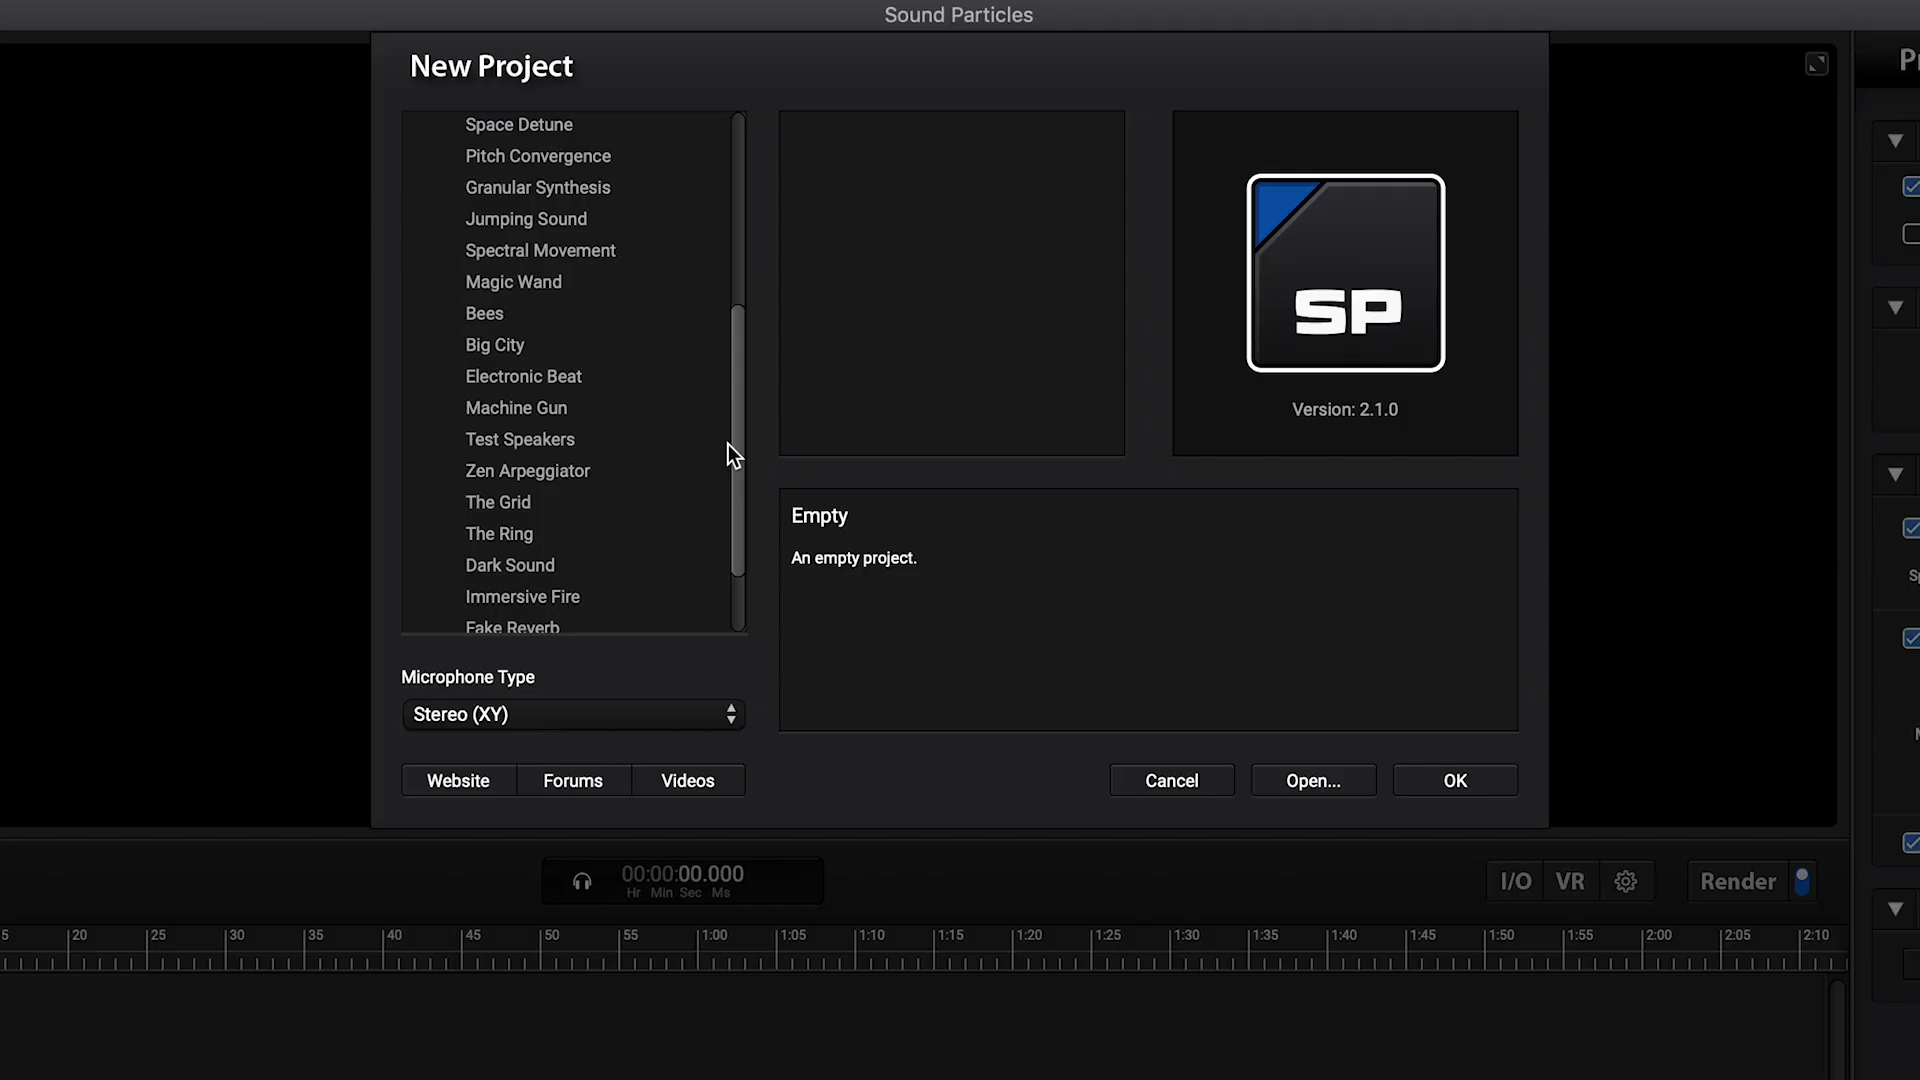 Sound Particles
New Project
Space Detune
Pitch Convergence
Granular Synthesis
Jumping Sound
Spectral Movement
Magic Wand
Bees
Big City
Electronic Beat
Machine Gun
Test Speakers
Zen Arpeggiator
The Grid
The Ring
Dark Sound
Immersive Fire
Fake Reverb
SP
Version: 2.1.0
Empty
An empty project.
Microphone Type
Stereo (XY)
Website Forums Videos
Cancel Open... OK
00:00:00.000
Hr Min Sec Ms
I/O VR Render
5 20 25 30 35 40 45 50 55 1:00 1:05 1:10 1:15 1:20 1:25 1:30 1:35 1:40 1:45 1:50 1:55 2:00 2:05 2:10